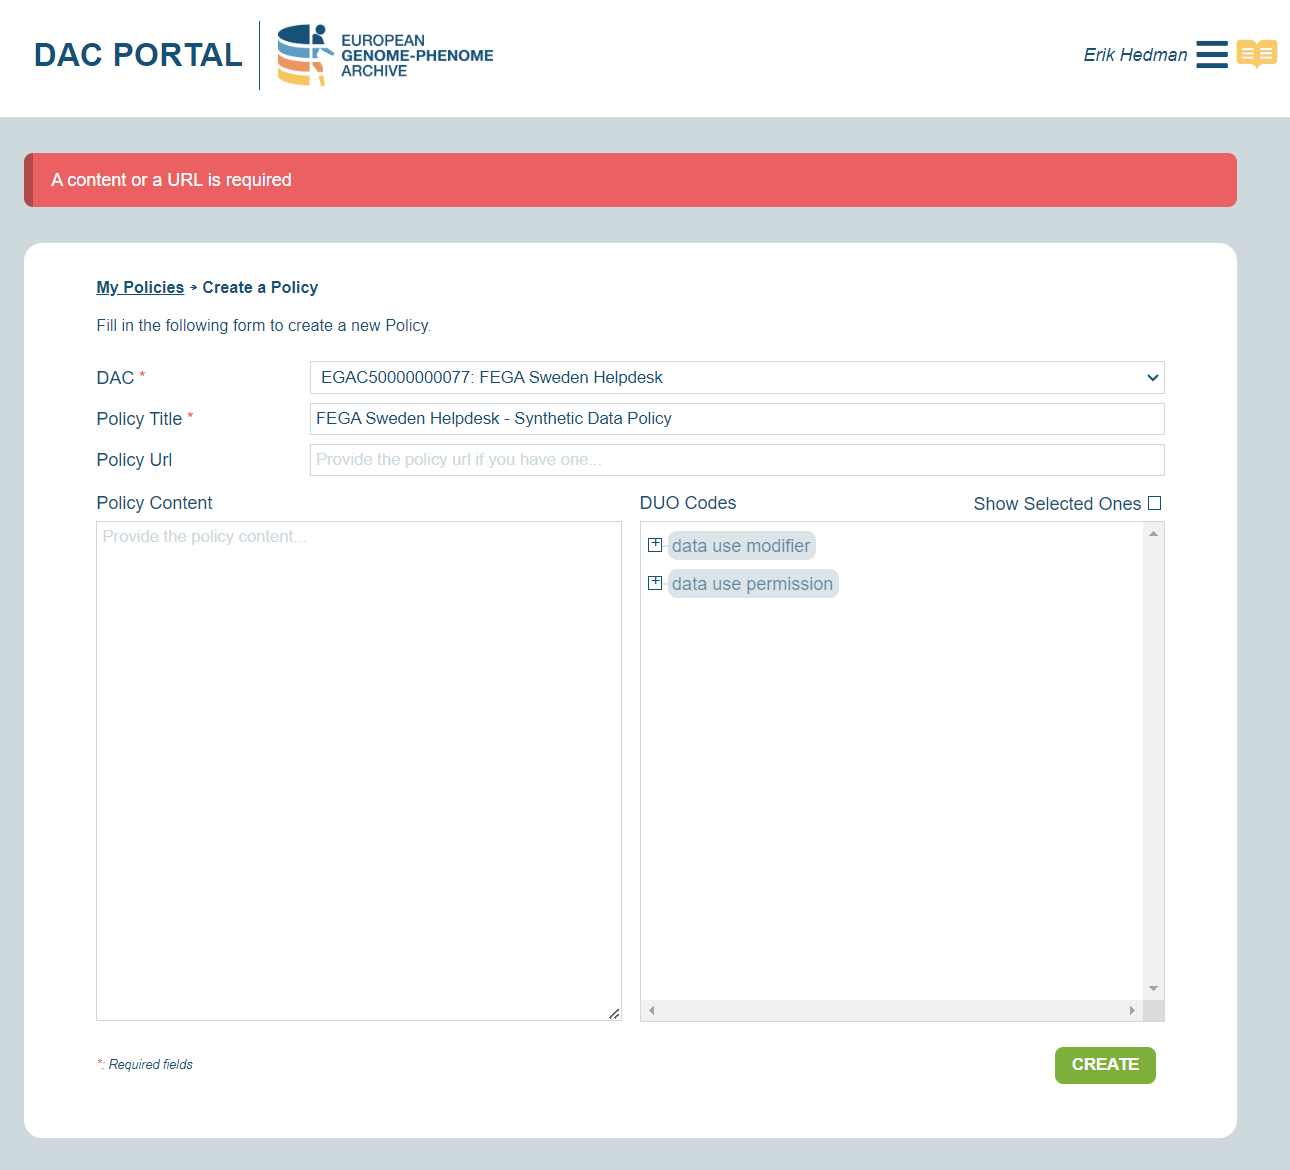 DAC PORTAL
EUROPEAN
GENOME-PHENOME
ARCHIVE
Erik Hedman
A content or a URL is required
My Policies → Create a Policy
Fill in the following form to create a new Policy.
DAC *
EGAC50000000077: FEGA Sweden Helpdesk
Policy Title *
FEGA Sweden Helpdesk - Synthetic Data Policy
Policy Url
Provide the policy url if you have one...
Policy Content
DUO Codes
Show Selected Ones
Provide the policy content...
data use modifier
data use permission
*: Required fields
CREATE